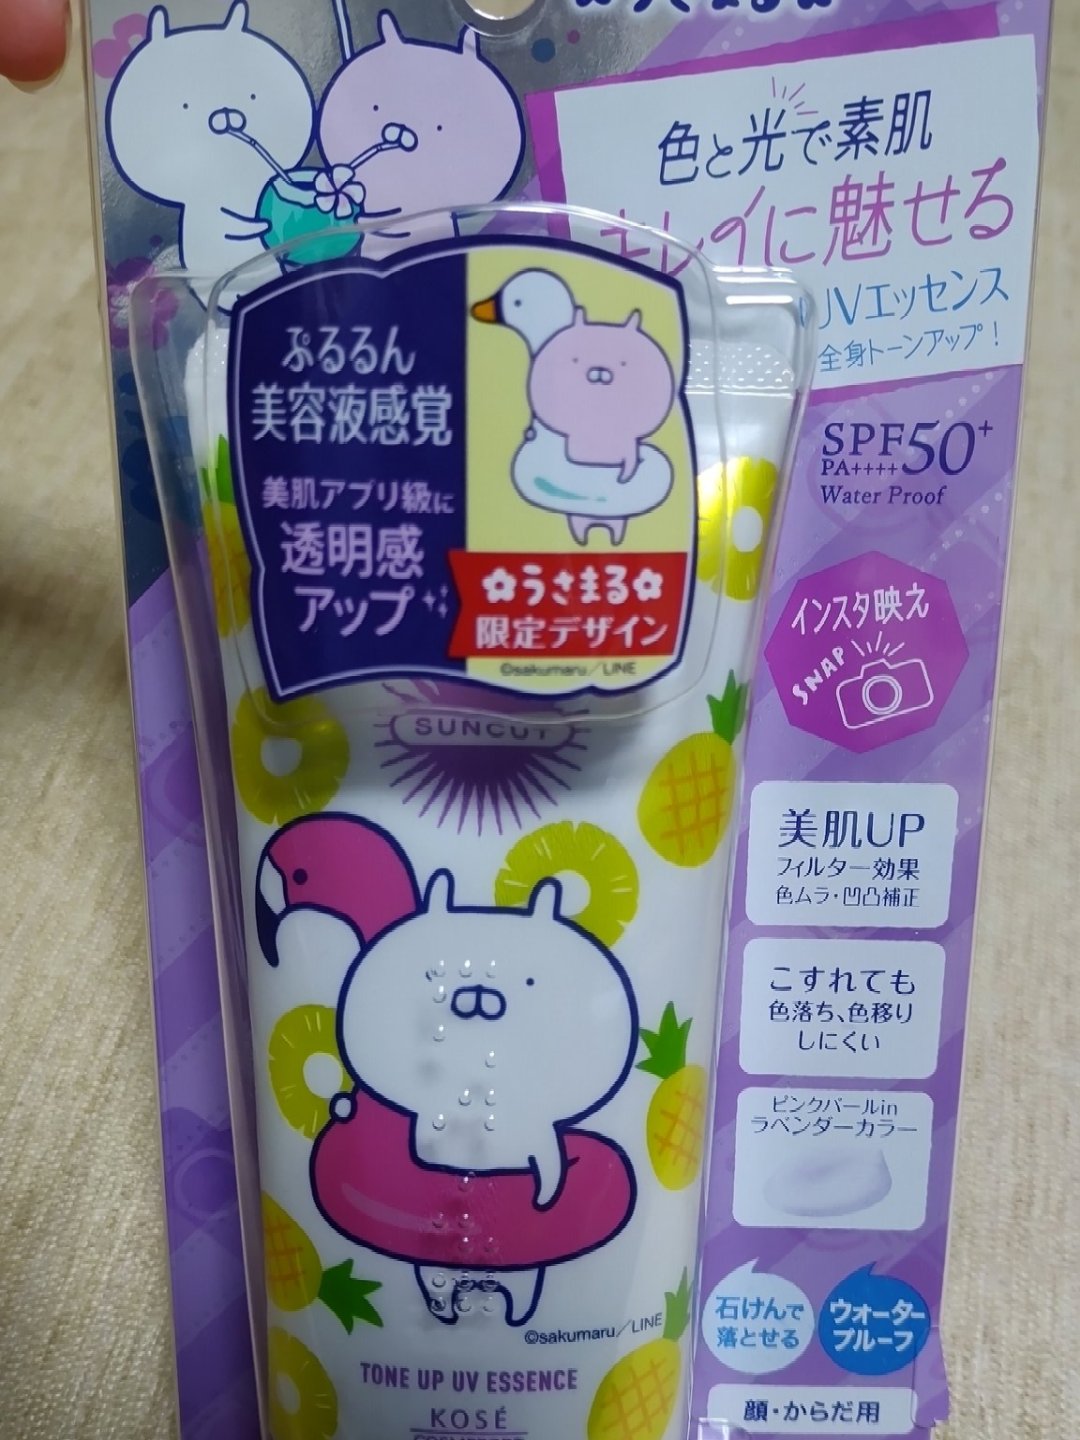 うさまる
色と光で素肌
キレイに魅せる
UVエッセンス
全身トーンアップ!
SPF50+
PA++++
Water Proof
ぷるるん
美容液感覚
美肌アプリ級に
透明感
アップ
✿うさまる✿
限定デザイン
©sakumaru/LINE
インスタ映え
SNAP
SUNCUT
美肌UP
フィルター効果
色ムラ・凹凸補正
こすれても
色落ち、色移り
しにくい
ピンクパールin
ラベンダーカラー
©sakumaru/LINE
石けんで
落とせる
ウォーター
プルーフ
TONE UP UV ESSENCE
KOSÉ
顔・からだ用